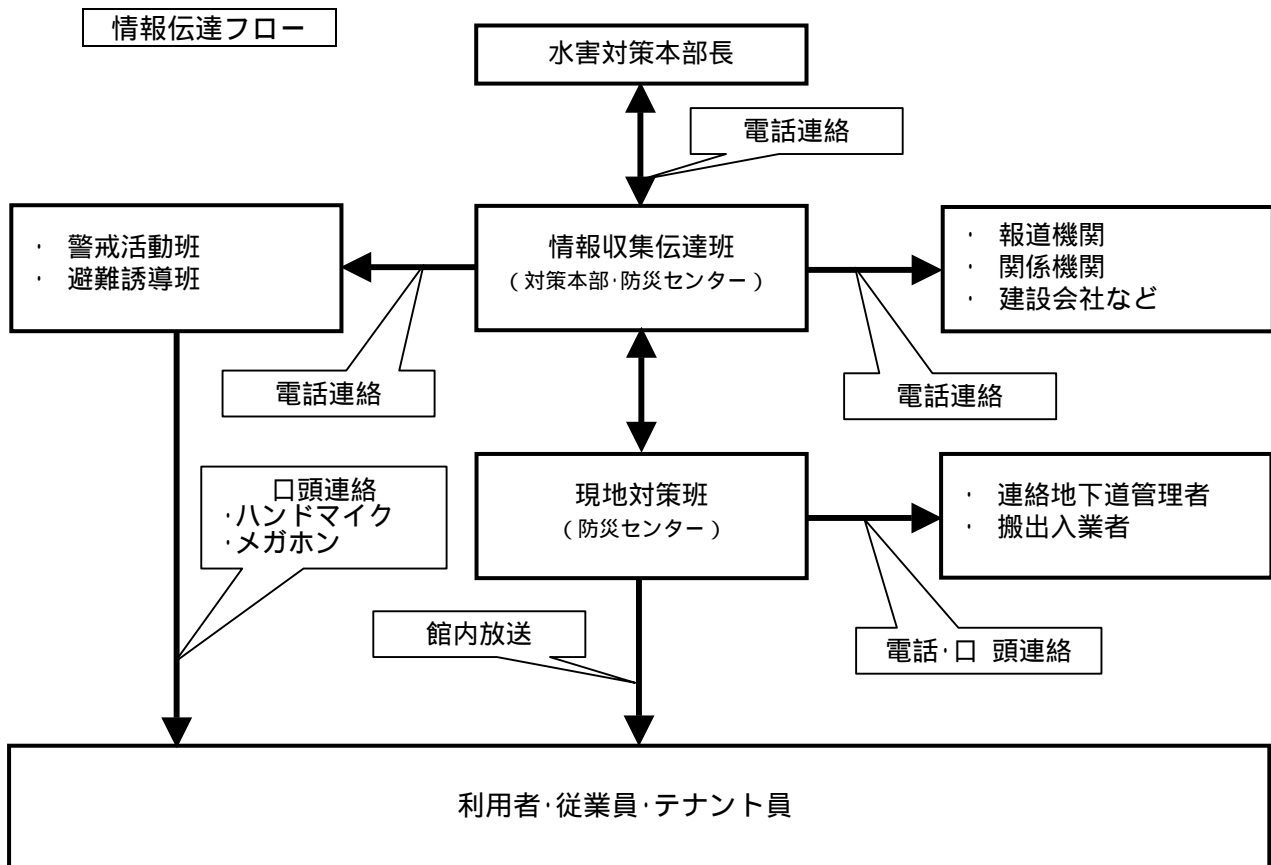 情報伝達フロー
水害対策本部長
電話連絡
・ 警戒活動班
・ 避難誘導班
情報収集伝達班
(対策本部・防災センター)
・ 報道機関
・ 関係機関
・ 建設会社など
電話連絡
電話連絡
口頭連絡
・ハンドマイク
・メガホン
現地対策班
(防災センター)
・ 連絡地下道管理者
・ 搬出入業者
館内放送
電話・口 頭連絡
利用者・従業員・テナント員